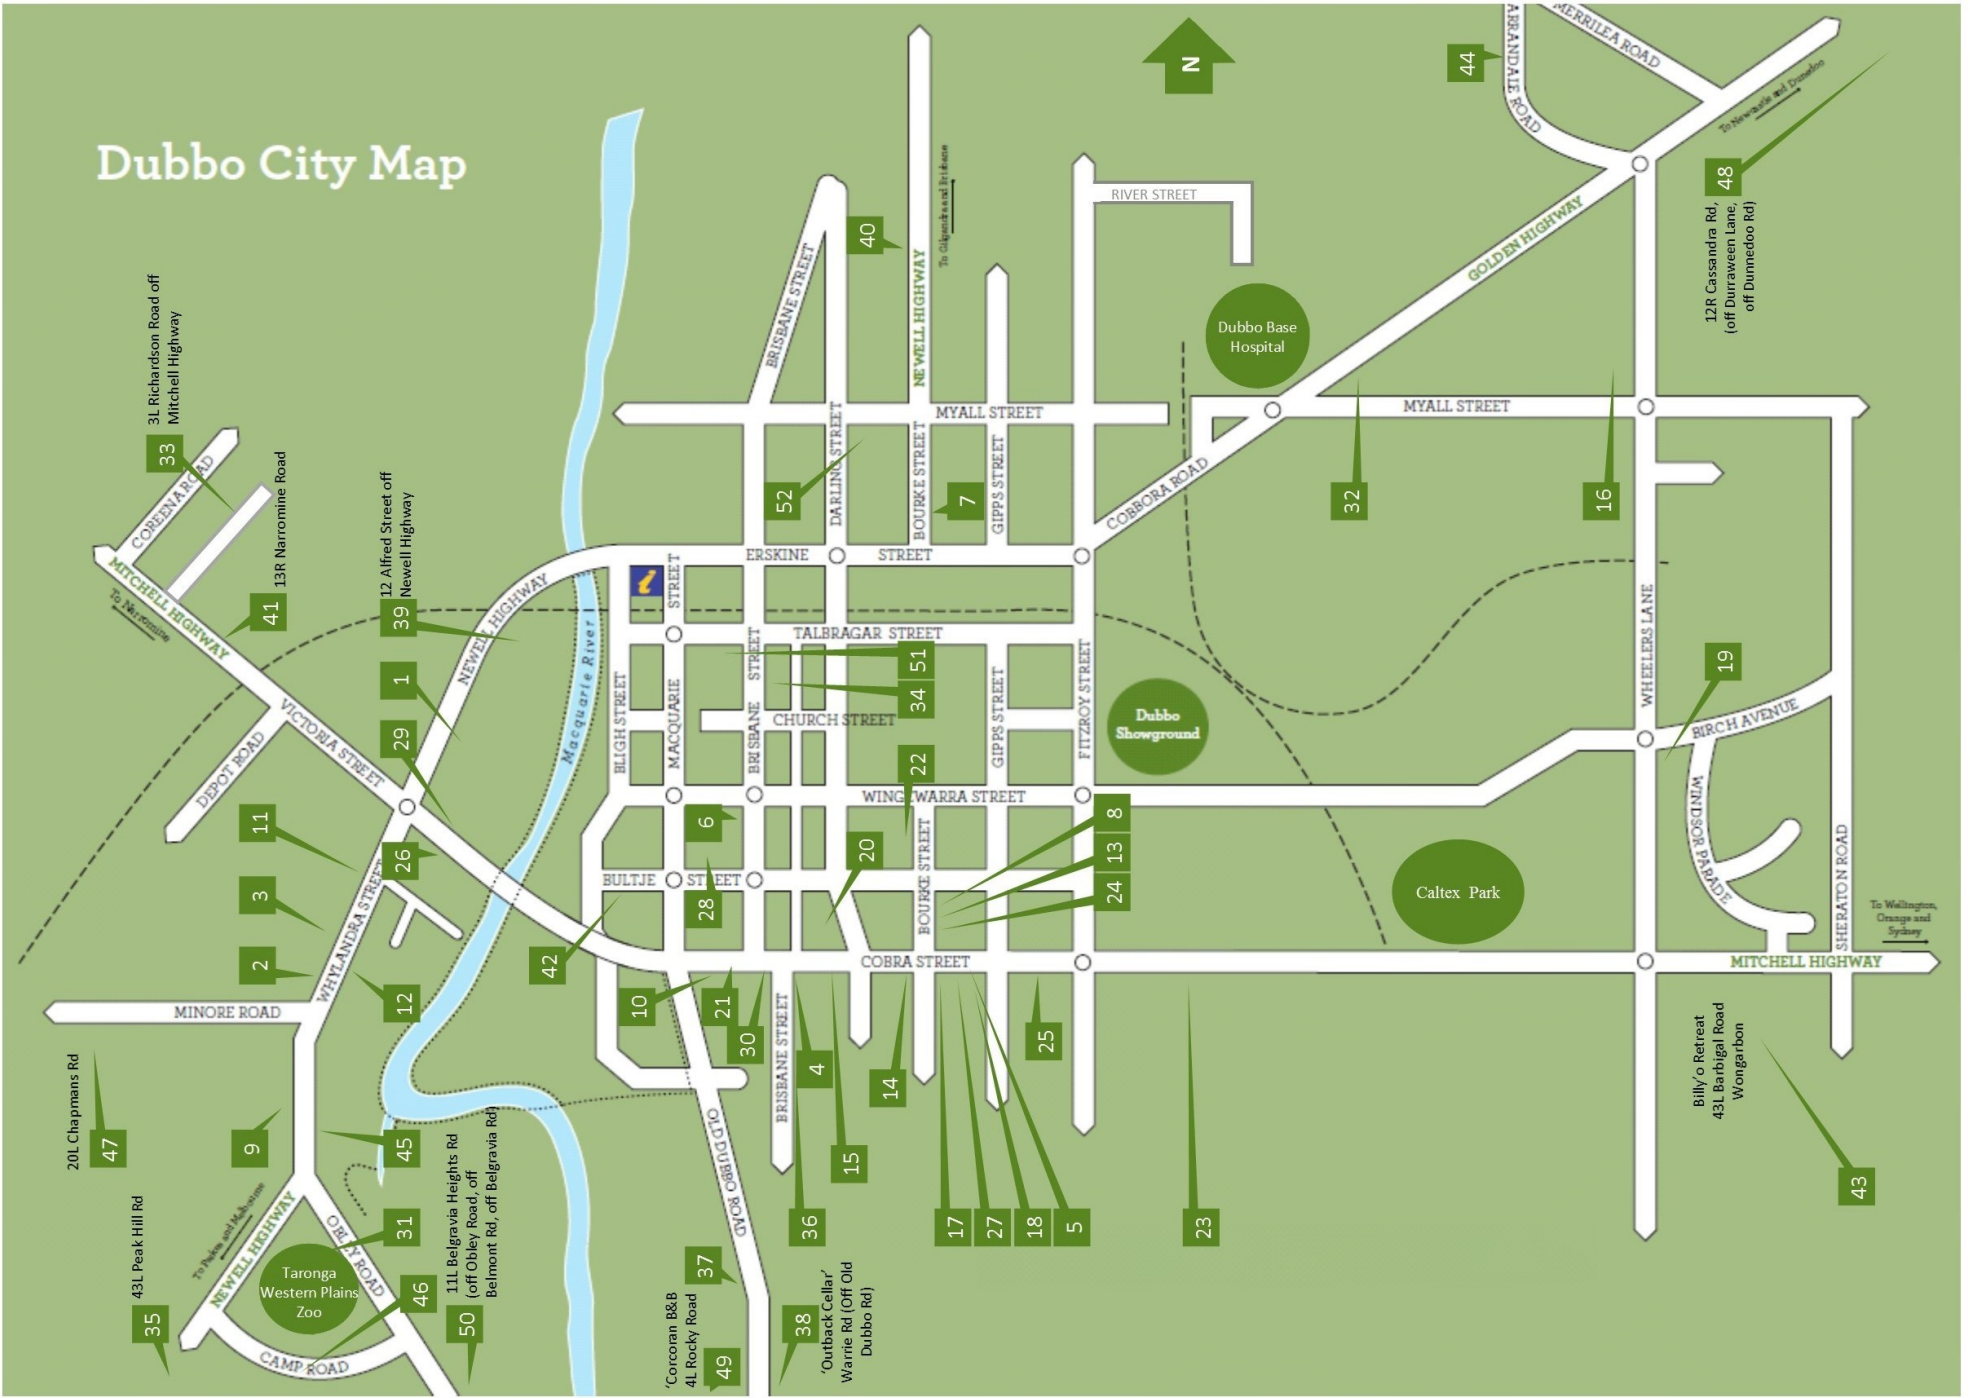 Dubbo City Map
N
ARRANDALE ROAD
MERRILEA ROAD
44
To Newcastle and Dunedoo
48
12R Cassandra Rd,
(off Durraween Lane,
off Dunnedoo Rd)
RIVER STREET
GOLDEN HIGHWAY
To Gilgandra and Brisbane
40
NEWELL HIGHWAY
BRISBANE STREET
Dubbo Base
Hospital
MYALL STREET
MYALL STREET
3L Richardson Road off
Mitchell Highway
33
COREENA ROAD
13R Narromine Road
41
MITCHELL HIGHWAY
To Narromine
12 Alfred Street off
Newell Highway
39
NEWELL HIGHWAY
52
DARLING STREET
BOURKE STREET
7
GIPPS STREET
COBBORA ROAD
32
16
ERSKINE
STREET
i
STREET
Macquarie River
TALBRAGAR STREET
STREET
51
34
CHURCH STREET
BLIGH STREET
MACQUARIE
BRISBANE
GIPPS STREET
FITZROY STREET
Dubbo
Showground
WHEELERS LANE
19
BIRCH AVENUE
WINDSOR PARADE
SHERATON ROAD
1
29
VICTORIA STREET
DEPOT ROAD
11
26
22
WINGEWARRA STREET
6
20
8
13
24
BULTJE
STREET
28
BOURKE STREET
Caltex Park
3
2
WHYLANDRA STREET
12
42
COBRA STREET
MITCHELL HIGHWAY
To Wellington,
Orange and
Sydney
MINORE ROAD
10
21
30
BRISBANE STREET
4
15
14
25
20L Chapmans Rd
47
9
45
OLD DUBBO ROAD
36
17
27
18
5
23
Billy’o Retreat
43L Barbigal Road
Wongarbon
43
43L Peak Hill Rd
35
To Parkes and Melbourne
NEWELL HIGHWAY
31
OBLEY ROAD
Taronga
Western Plains
Zoo
46
CAMP ROAD
11L Belgravia Heights Rd
(off Obley Road, off
Belmont Rd, off Belgravia Rd)
50
37
‘Corcoran B&B
4L Rocky Road
49
38
‘Outback Cellar’
Warrie Rd (Off Old
Dubbo Rd)